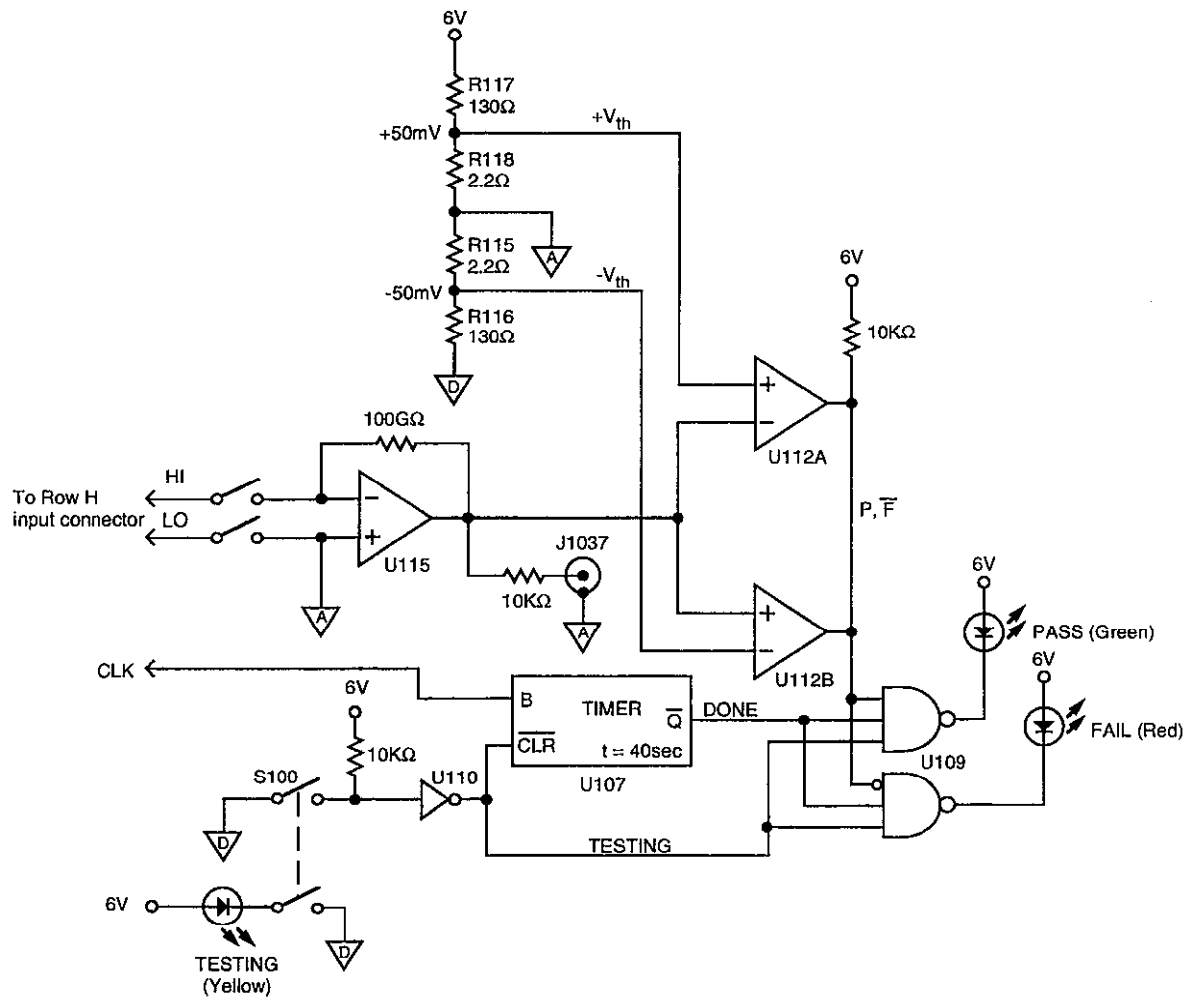 6V
R117
130Ω
+50mV
+Vth
R118
2.2Ω
A
R115
2.2Ω
-50mV
-Vth
R116
130Ω
D
6V
10KΩ
100GΩ
+
-
U112A
HI
To Row H
input connector
LO
-
+
U115
A
P, F̅
J1037
10KΩ
A
+
-
U112B
6V
PASS (Green)
6V
FAIL (Red)
CLK
B
TIMER
Q̅
DONE
C̅L̅R̅
t = 40sec
U107
U109
6V
10KΩ
S100
U110
D
TESTING
6V
D
TESTING
(Yellow)